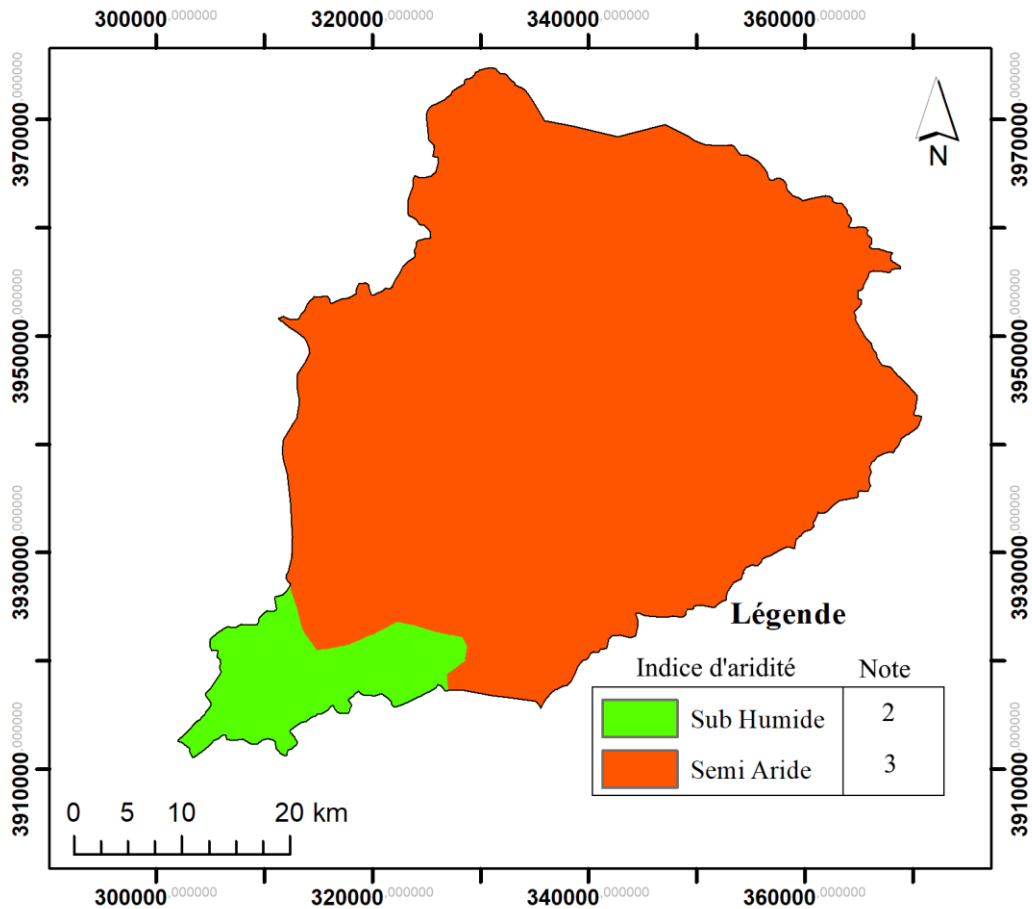 300000,000000 320000,000000 340000,000000 360000,000000
3970000,000000 3970000,000000
N
3950000,000000 3950000,000000
3930000,000000 3930000,000000
Légende
Indice d'aridité Note
Sub Humide 2
Semi Aride 3
3910000,000000 3910000,000000
0 5 10 20 km
300000,000000 320000,000000 340000,000000 360000,000000